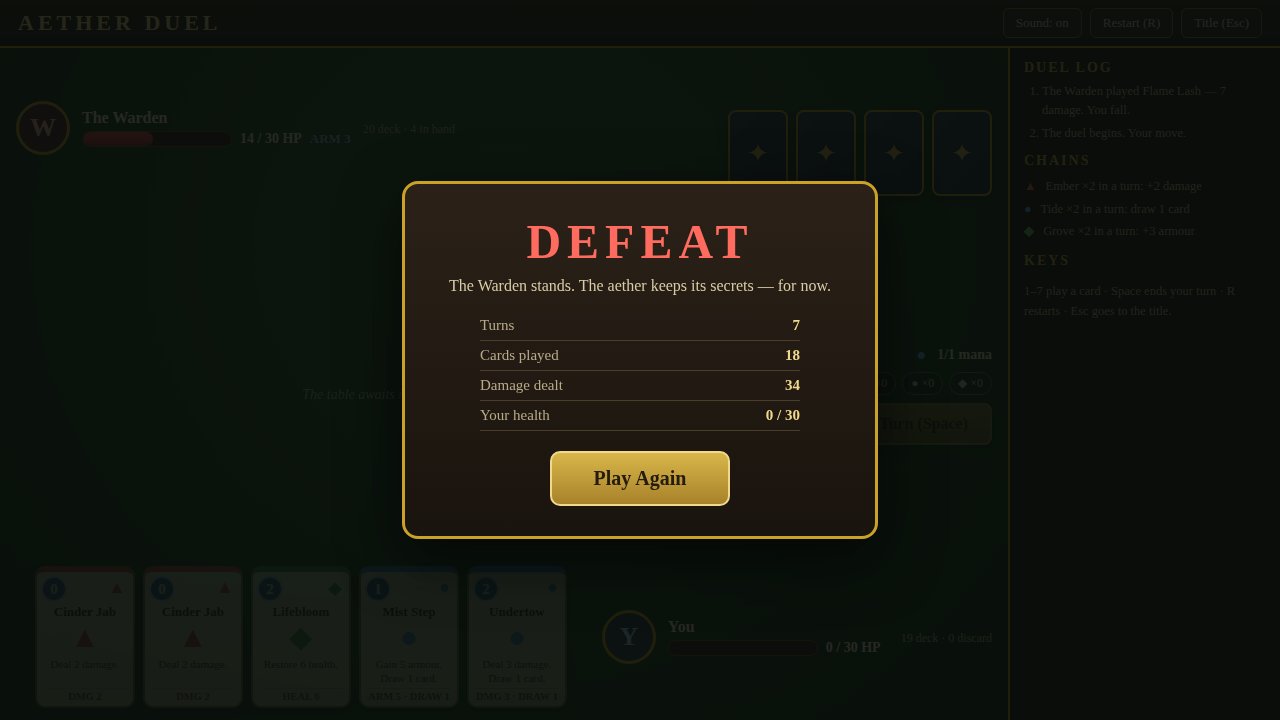 AETHER DUEL
Sound: on
Restart (R)
Title (Esc)
W
The Warden
14 / 30 HP
ARM 3
20 deck · 4 in hand
DUEL LOG
1. The Warden played Flame Lash — 7
damage. You fall.
2. The duel begins. Your move.
CHAINS
Ember ×2 in a turn: +2 damage
Tide ×2 in a turn: draw 1 card
Grove ×2 in a turn: +3 armour
KEYS
1–7 play a card · Space ends your turn · R
restarts · Esc goes to the title.
DEFEAT
The Warden stands. The aether keeps its secrets — for now.
Turns 7
Cards played 18
Damage dealt 34
Your health 0 / 30
Play Again
1/1 mana
×0
×0
The table awaits
Turn (Space)
0
Cinder Jab
Deal 2 damage.
DMG 2
0
Cinder Jab
Deal 2 damage.
DMG 2
2
Lifebloom
Restore 6 health.
HEAL 6
1
Mist Step
Gain 5 armour.
Draw 1 card.
ARM 5 · DRAW 1
2
Undertow
Deal 3 damage.
Draw 1 card.
DMG 3 · DRAW 1
Y
You
0 / 30 HP
19 deck · 0 discard